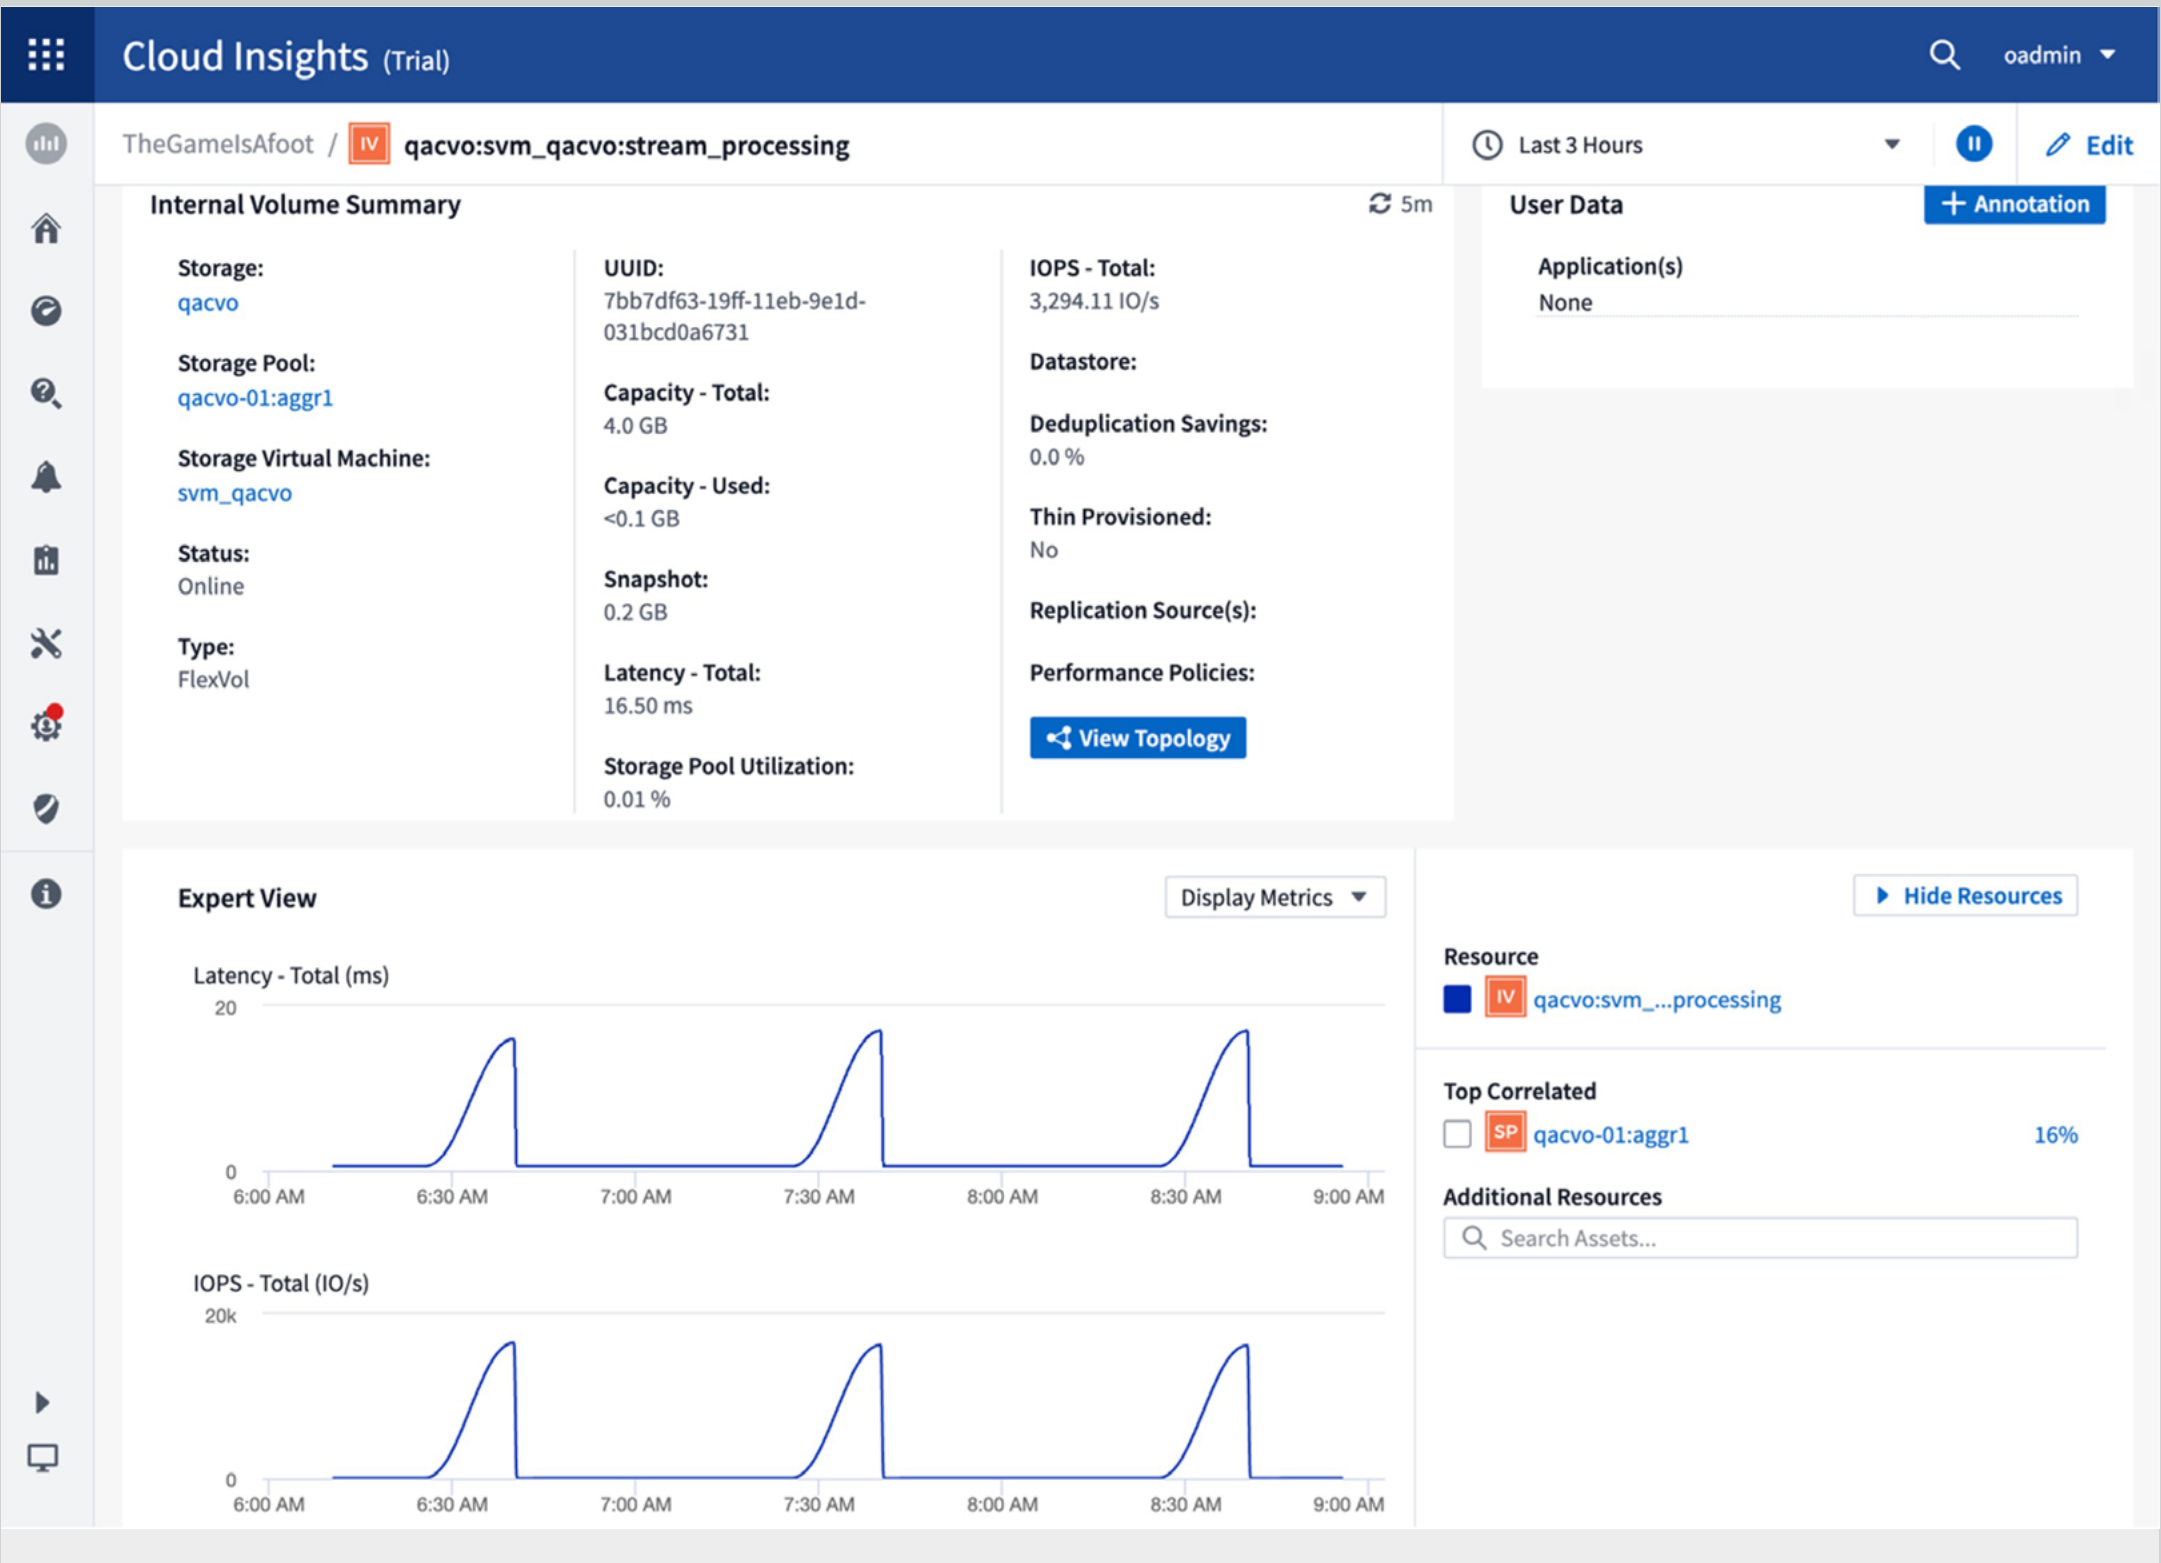 Cloud Insights (Trial)
oadmin
TheGameIsAfoot / IV qacvo:svm_qacvo:stream_processing
Last 3 Hours
Edit
Internal Volume Summary
5m
Storage:
qacvo
Storage Pool:
qacvo-01:aggr1
Storage Virtual Machine:
svm_qacvo
Status:
Online
Type:
FlexVol
UUID:
7bb7df63-19ff-11eb-9e1d-
031bcd0a6731
Capacity - Total:
4.0 GB
Capacity - Used:
<0.1 GB
Snapshot:
0.2 GB
Latency - Total:
16.50 ms
Storage Pool Utilization:
0.01 %
IOPS - Total:
3,294.11 IO/s
Datastore:
Deduplication Savings:
0.0 %
Thin Provisioned:
No
Replication Source(s):
Performance Policies:
View Topology
User Data
+ Annotation
Application(s)
None
Expert View
Display Metrics
Latency - Total (ms)
20
0
6:00 AM 6:30 AM 7:00 AM 7:30 AM 8:00 AM 8:30 AM 9:00 AM
IOPS - Total (IO/s)
20k
0
6:00 AM 6:30 AM 7:00 AM 7:30 AM 8:00 AM 8:30 AM 9:00 AM
Hide Resources
Resource
IV qacvo:svm_...processing
Top Correlated
SP qacvo-01:aggr1 16%
Additional Resources
Search Assets...